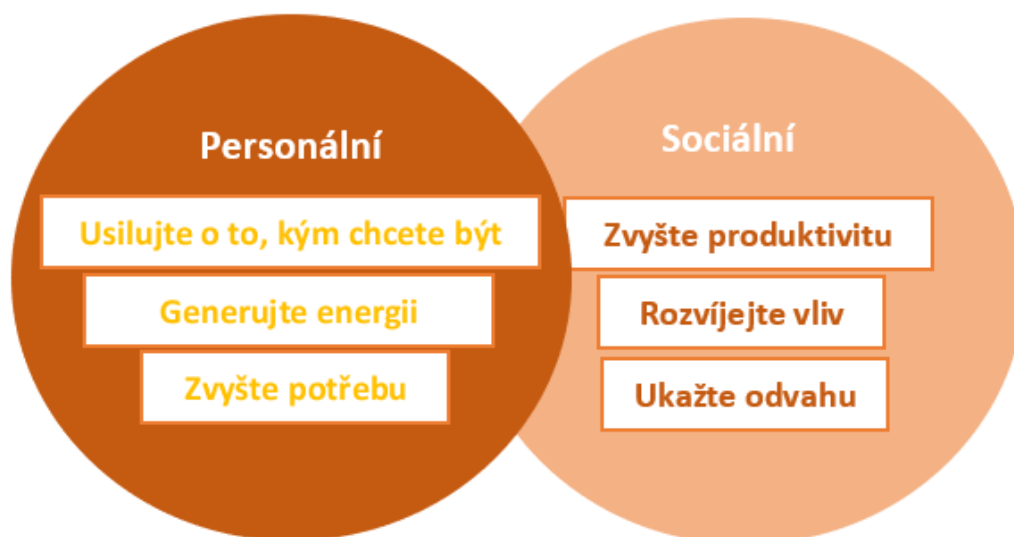 Personální
Usilujte o to, kým chcete být
Generujte energii
Zvyšte potřebu
Sociální
Zvyšte produktivitu
Rozvíjejte vliv
Ukažte odvahu